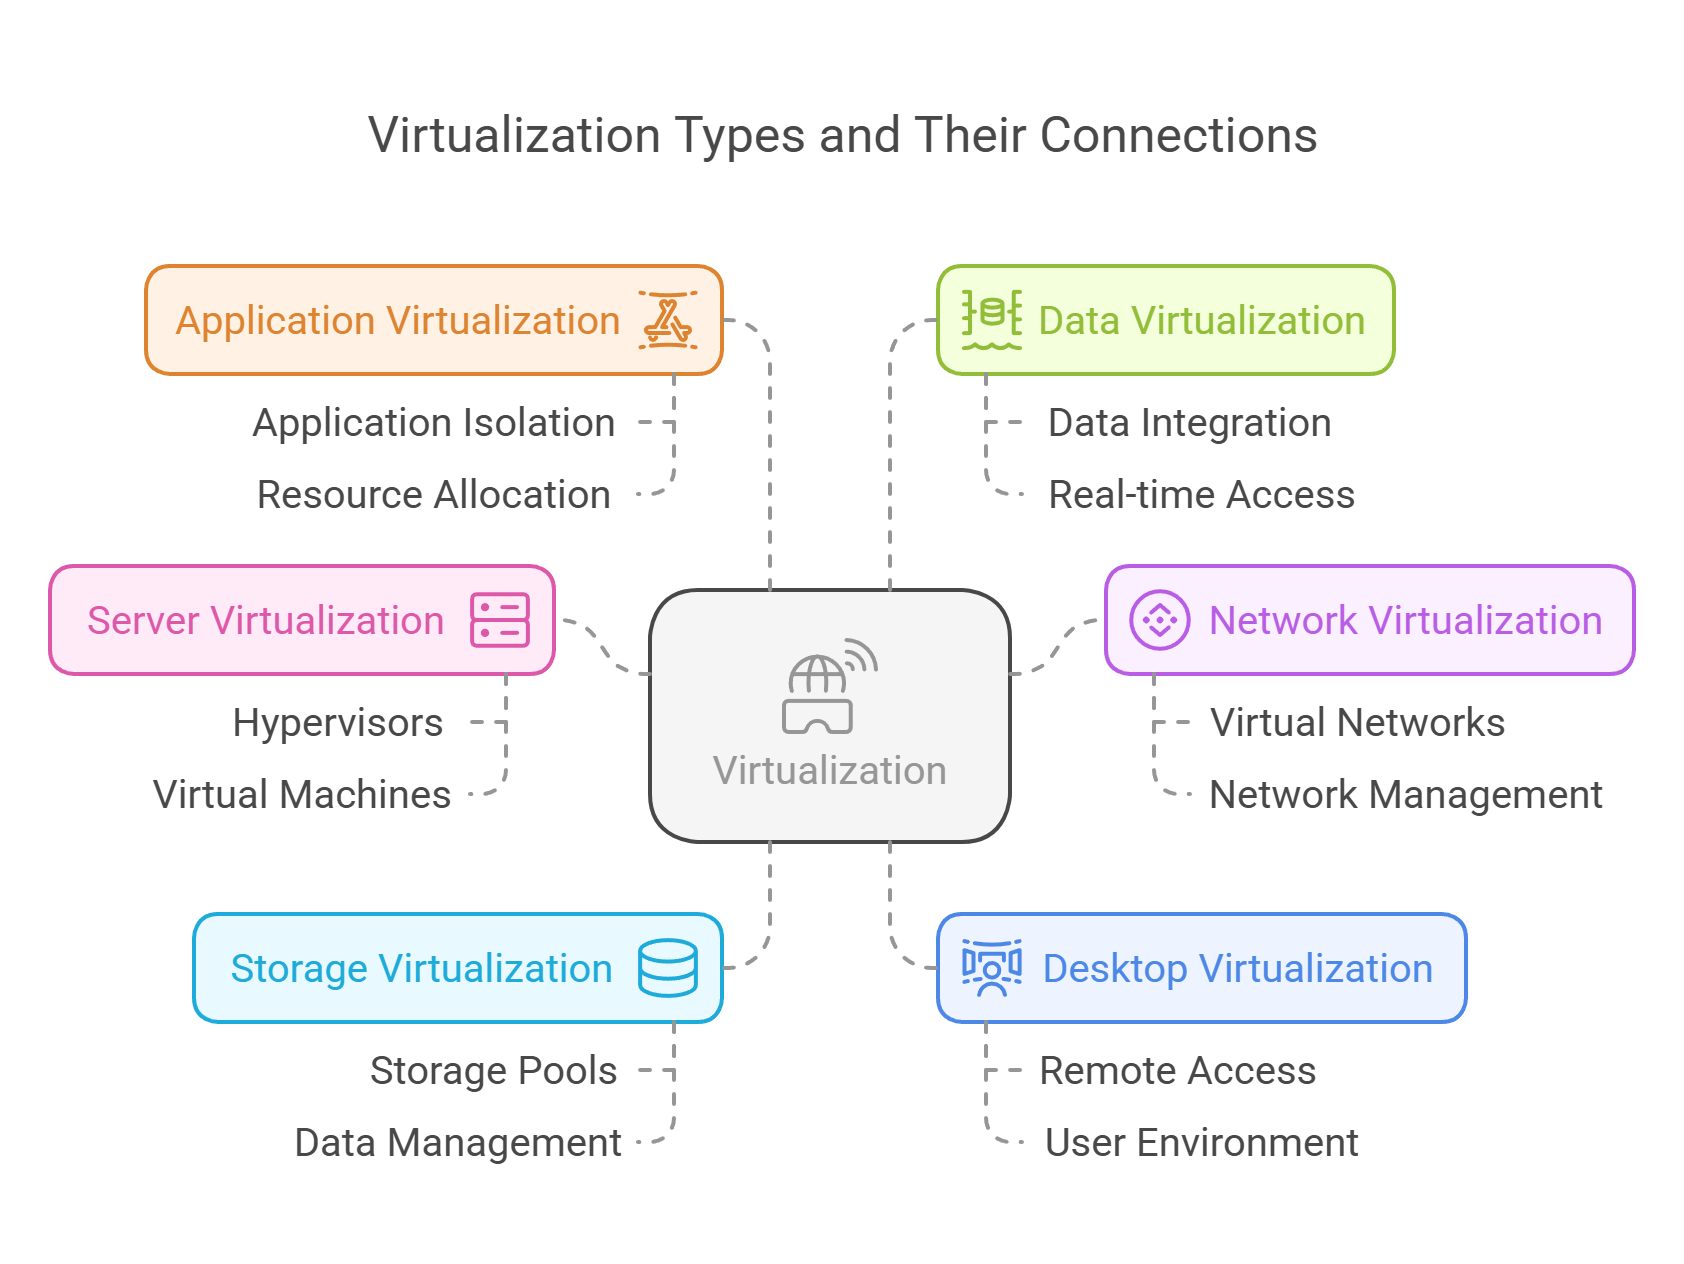 Virtualization Types and Their Connections
Application Virtualization
Application Isolation
Resource Allocation
Data Virtualization
Data Integration
Real-time Access
Server Virtualization
Hypervisors
Virtual Machines
Virtualization
Network Virtualization
Virtual Networks
Network Management
Storage Virtualization
Storage Pools
Data Management
Desktop Virtualization
Remote Access
User Environment